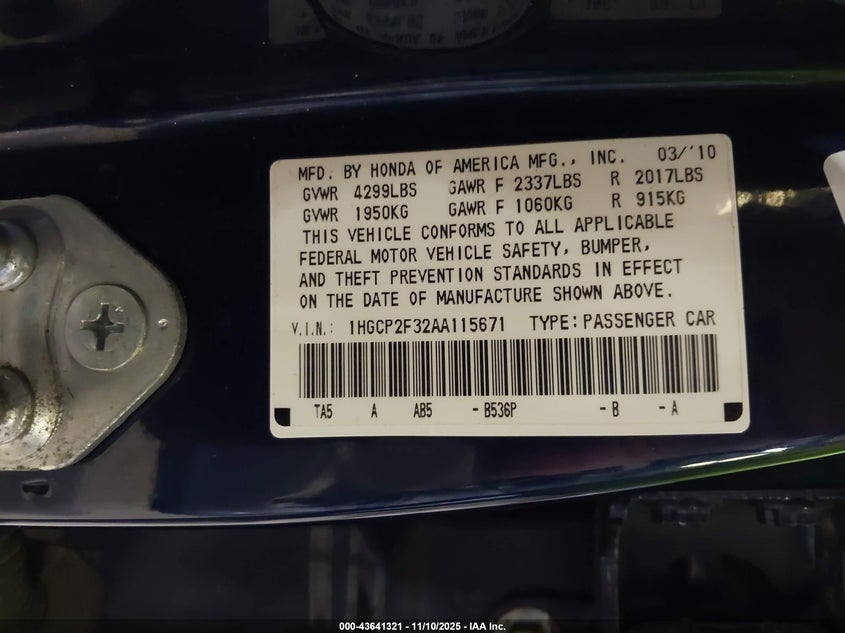 MFD. BY HONDA OF AMERICA MFG., INC. 03/'10
GVWR 4299LBS GAWR F 2337LBS R 2017LBS
GVWR 1950KG GAWR F 1060KG R 915KG
THIS VEHICLE CONFORMS TO ALL APPLICABLE
FEDERAL MOTOR VEHICLE SAFETY, BUMPER,
AND THEFT PREVENTION STANDARDS IN EFFECT
ON THE DATE OF MANUFACTURE SHOWN ABOVE.
V.I.N.: 1HGCP2F32AA115671 TYPE: PASSENGER CAR
TA5 A AB5 - B536P - B - A
000-43641321 - 11/10/2025 - IAA Inc.